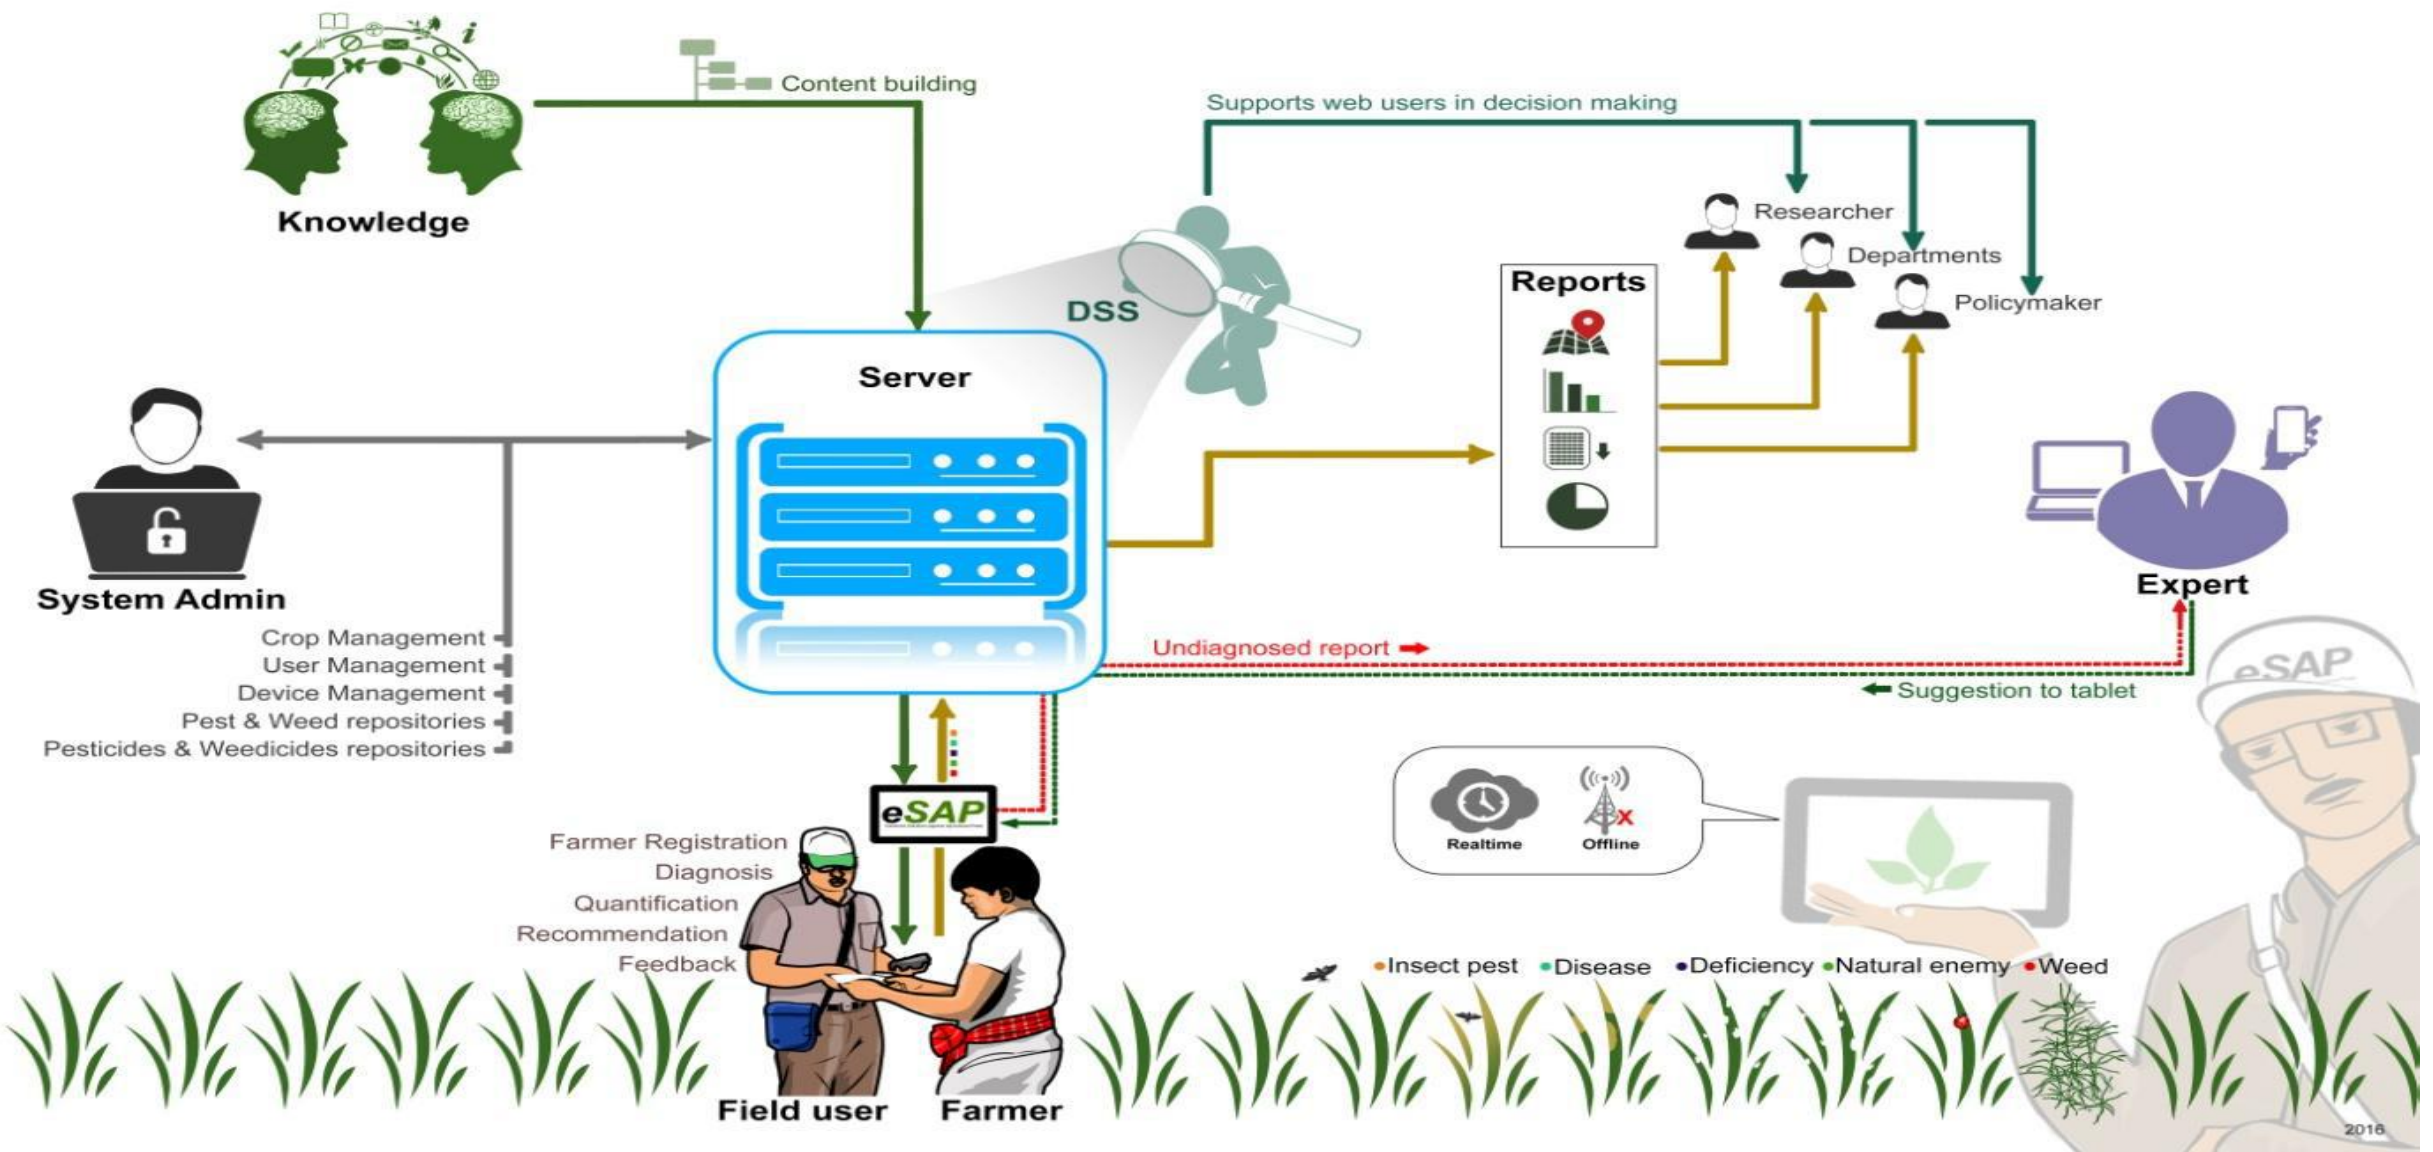 Content building
Knowledge
Supports web users in decision making
Researcher
Departments
Policymaker
DSS
Reports
Server
Expert
System Admin
Crop Management
User Management
Device Management
Pest & Weed repositories
Pesticides & Weedicides repositories
Undiagnosed report
Suggestion to tablet
eSAP
eSAP
Realtime
Offline
Farmer Registration
Diagnosis
Quantification
Recommendation
Feedback
•Insect pest •Disease •Deficiency •Natural enemy •Weed
Field user
Farmer
2016